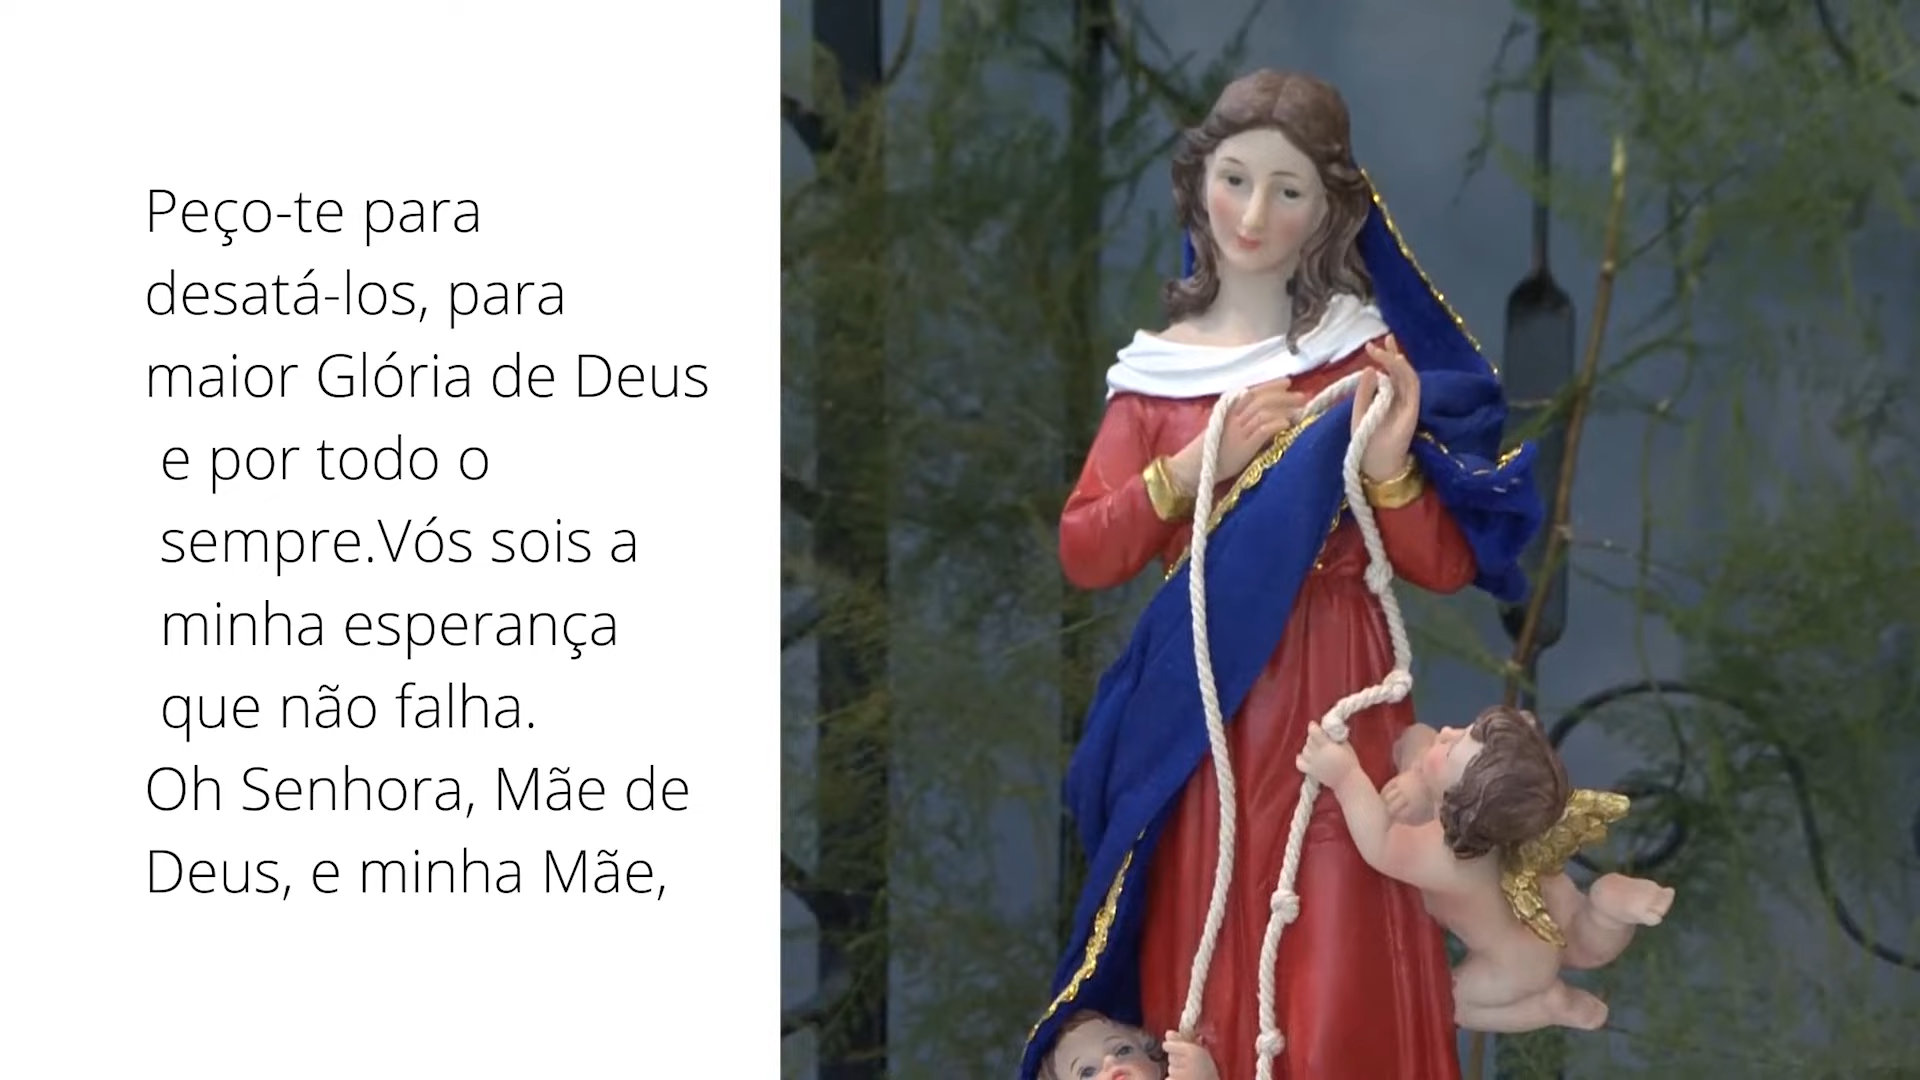 Peço-te para
desatá-los, para
maior Glória de Deus
e por todo o
sempre.Vós sois a
minha esperança
que não falha.
Oh Senhora, Mãe de
Deus, e minha Mãe,